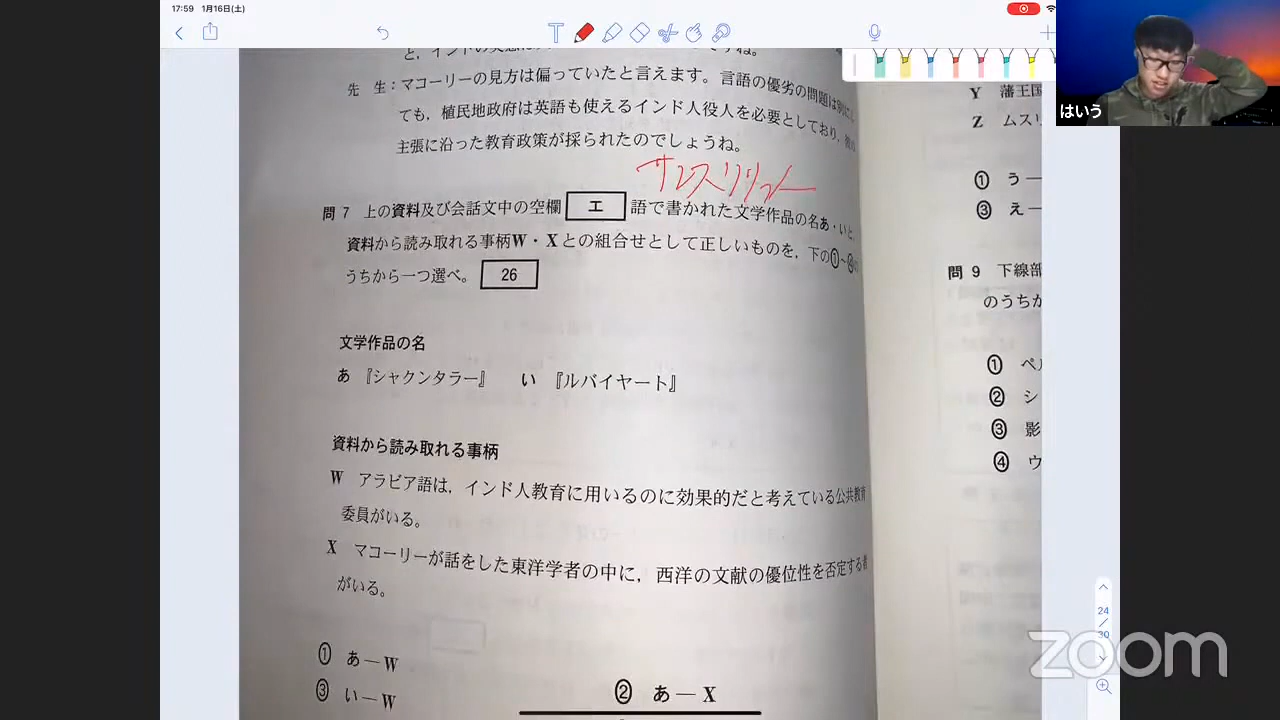 17:59 1月16日(土)
はいう
先 生：マコーリーの見方は偏っていたと言えます。言語の優劣の問題は
ても，植民地政府は英語も使えるインド人役人を必要としており，
主張に沿った教育政策が採られたのでしょうね。
サンスクリット
問 7 上の資料及び会話文中の空欄 エ 語で書かれた文学作品の名あ・いと，
資料から読み取れる事柄W・Xとの組合せとして正しいものを，下の①~④の
うちから一つ選べ。 26
文学作品の名
あ 『シャクンタラー』 い 『ルバイヤート』
資料から読み取れる事柄
W アラビア語は，インド人教育に用いるのに効果的だと考えている公共教育
委員がいる。
X マコーリーが話をした東洋学者の中に，西洋の文献の優位性を否定する者
がいる。
① あ—W
② あ—X
③ い—W
Y 藩王国
Z ムスリ
① う—
③ え—
問 9 下線部
のうちか
① ペル
② シ
③ 影
④ ウ
24
/
30
zoom